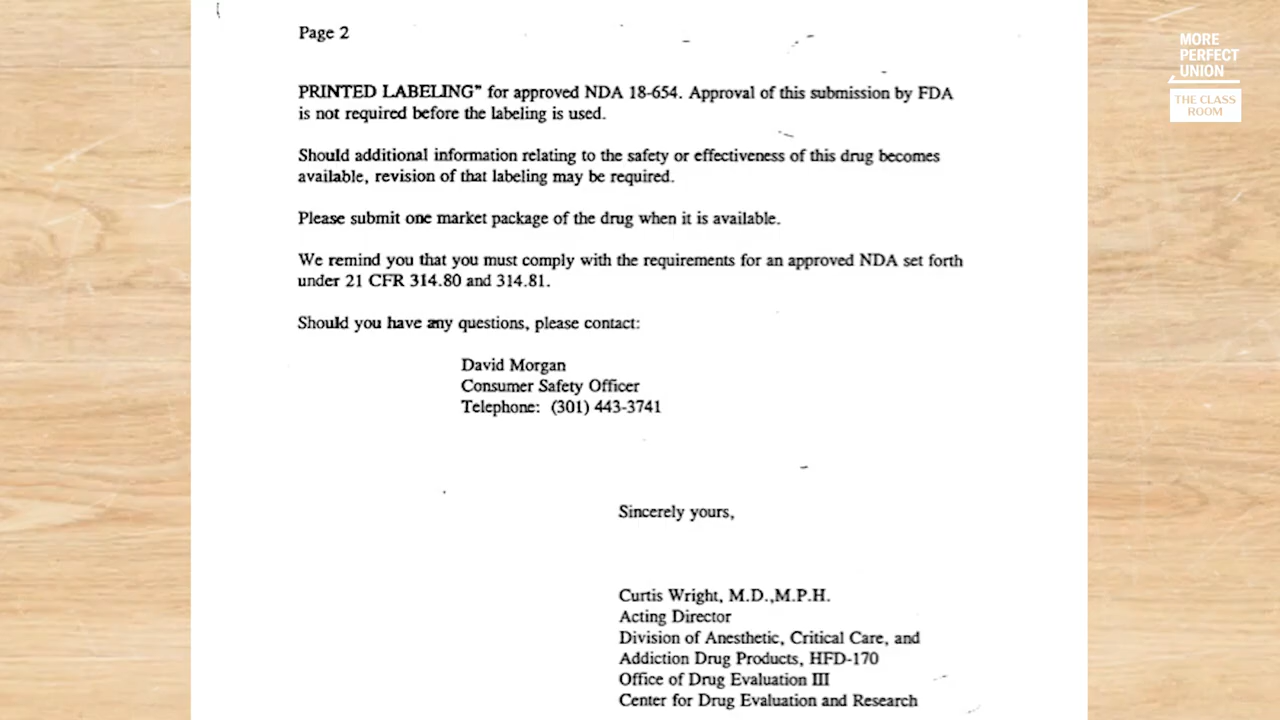 Page 2
PRINTED LABELING" for approved NDA 18-654. Approval of this submission by FDA
is not required before the labeling is used.
Should additional information relating to the safety or effectiveness of this drug becomes
available, revision of that labeling may be required.
Please submit one market package of the drug when it is available.
We remind you that you must comply with the requirements for an approved NDA set forth
under 21 CFR 314.80 and 314.81.
Should you have any questions, please contact:
David Morgan
Consumer Safety Officer
Telephone: (301) 443-3741
Sincerely yours,
Curtis Wright, M.D.,M.P.H.
Acting Director
Division of Anesthetic, Critical Care, and
Addiction Drug Products, HFD-170
Office of Drug Evaluation III
Center for Drug Evaluation and Research
MORE
PERFECT
UNION
THE CLASS
ROOM